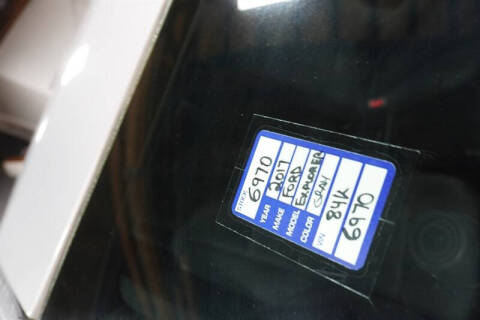 STOCK 6970
YEAR 2017
MAKE FORD
MODEL EXPLORER
COLOR GRAY
VIN 84K
6970